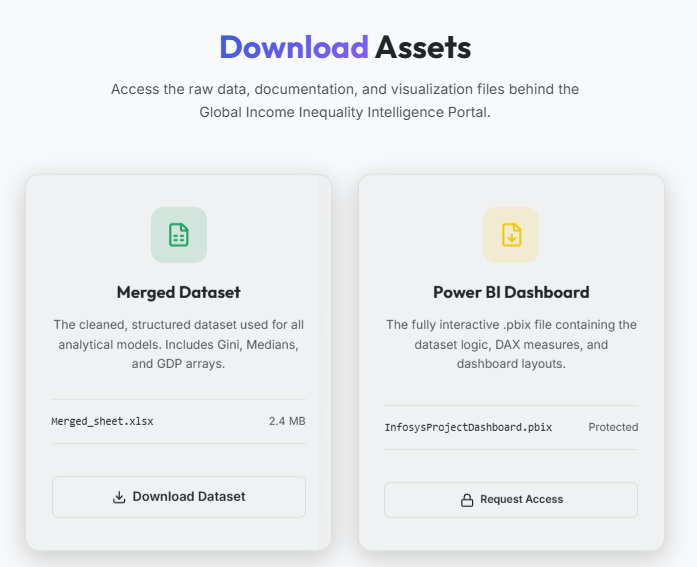 Download Assets
Access the raw data, documentation, and visualization files behind the
Global Income Inequality Intelligence Portal.
Merged Dataset
The cleaned, structured dataset used for all
analytical models. Includes Gini, Medians,
and GDP arrays.
Merged_sheet.xlsx 2.4 MB
Download Dataset
Power BI Dashboard
The fully interactive .pbix file containing the
dataset logic, DAX measures, and
dashboard layouts.
InfosysProjectDashboard.pbix Protected
Request Access